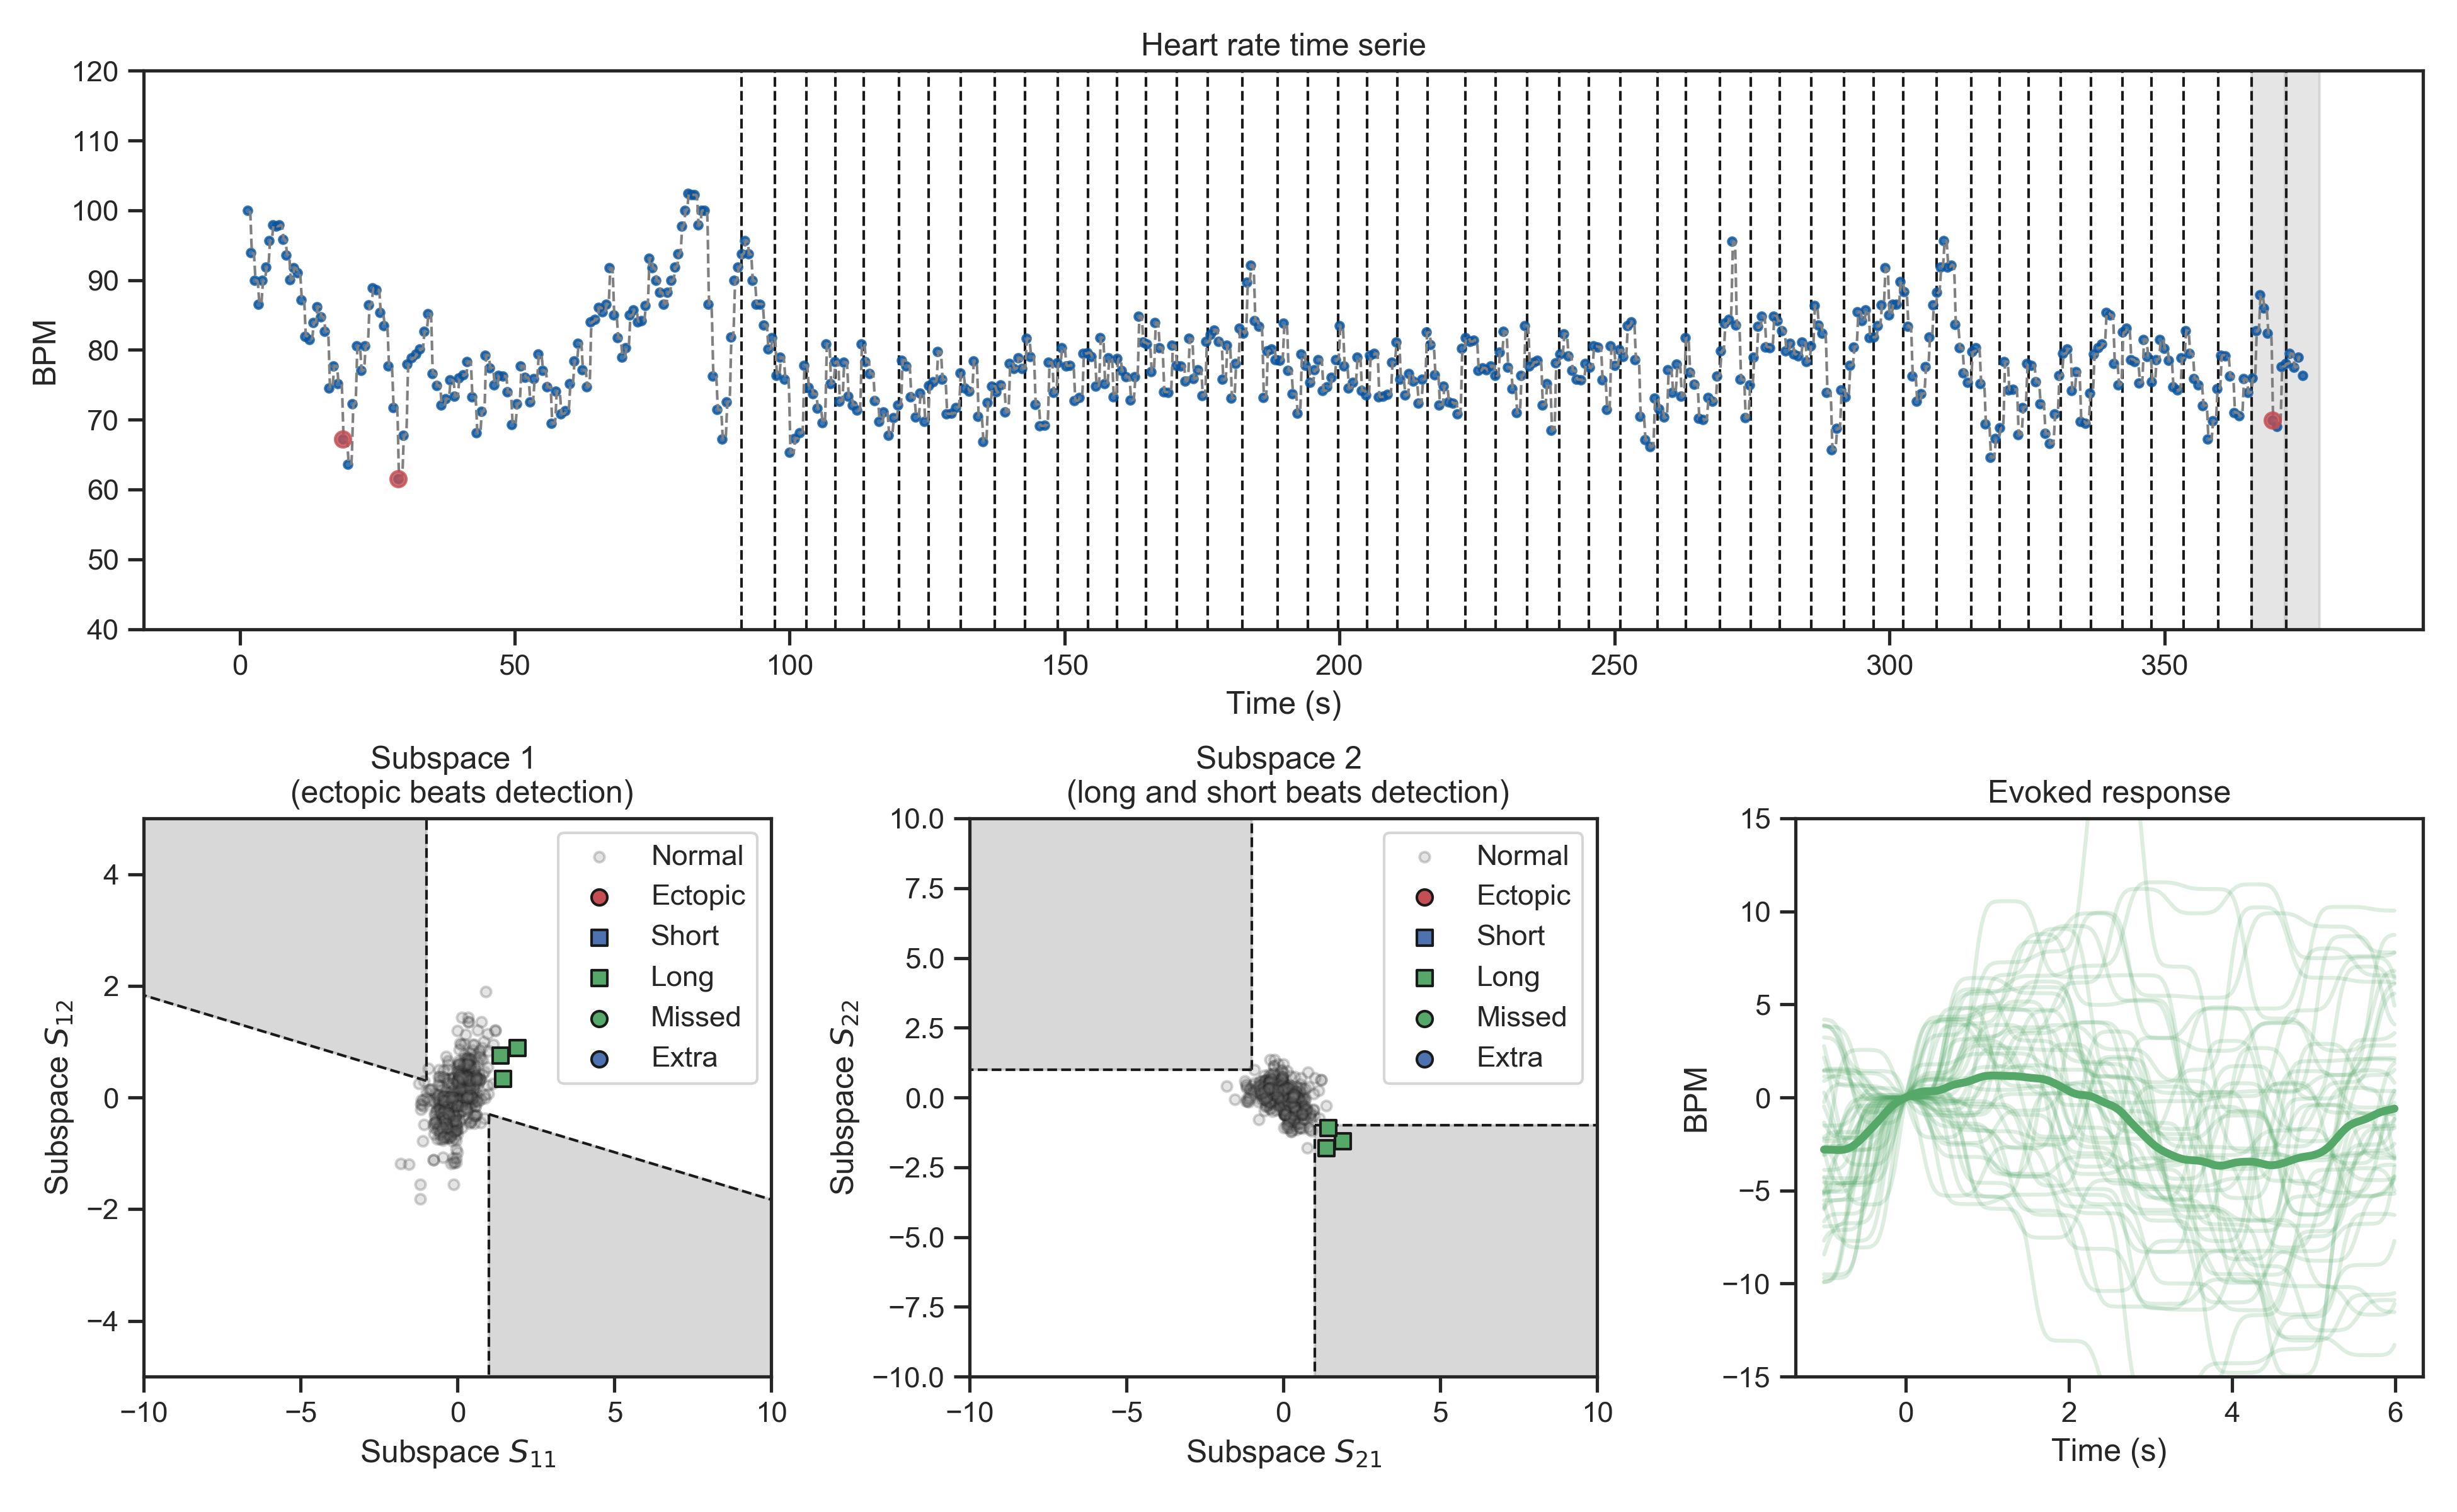 Heart rate time serie
120
110
100
90
80
70
60
50
40
BPM
0 50 100 150 200 250 300 350
Time (s)
Subspace 1
(ectopic beats detection)
4
2
0
−2
−4
Subspace S12
Normal
Ectopic
Short
Long
Missed
Extra
−10 −5 0 5 10
Subspace S11
Subspace 2
(long and short beats detection)
10.0
7.5
5.0
2.5
0.0
−2.5
−5.0
−7.5
−10.0
Subspace S22
Normal
Ectopic
Short
Long
Missed
Extra
−10 −5 0 5 10
Subspace S21
Evoked response
15
10
5
0
−5
−10
−15
BPM
0 2 4 6
Time (s)